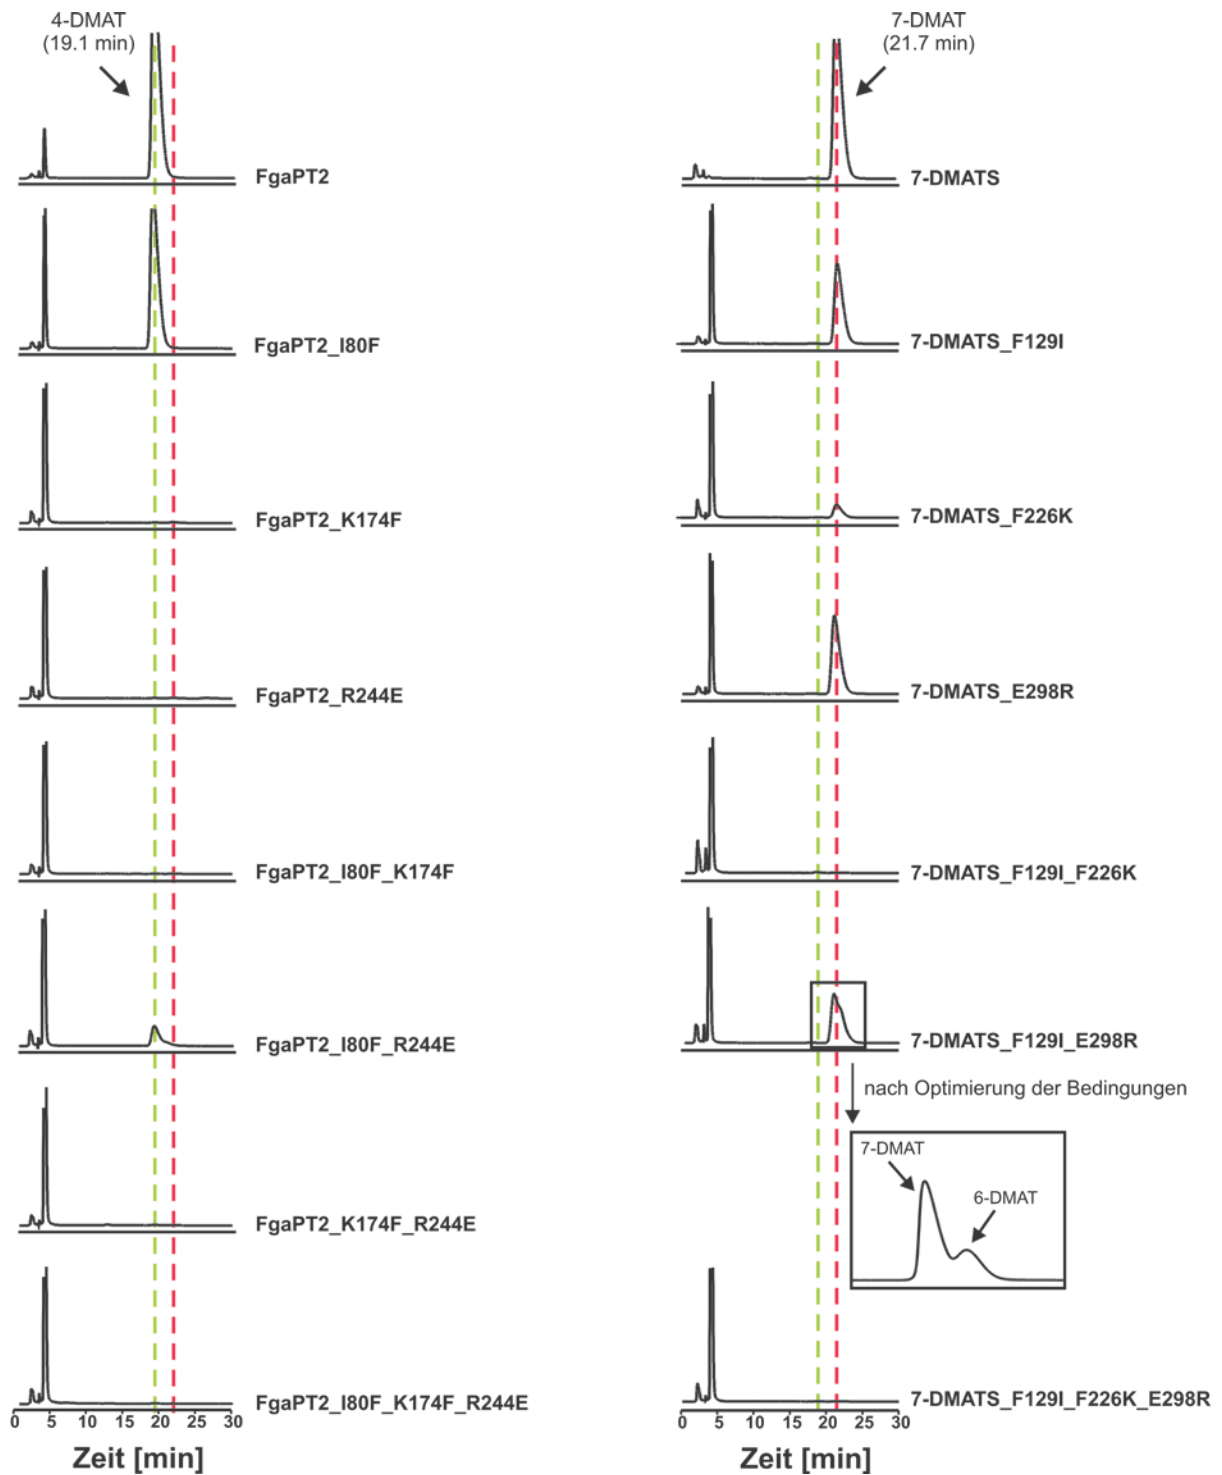 4-DMAT
(19.1 min)
FgaPT2
FgaPT2_I80F
FgaPT2_K174F
FgaPT2_R244E
FgaPT2_I80F_K174F
FgaPT2_I80F_R244E
FgaPT2_K174F_R244E
FgaPT2_I80F_K174F_R244E
0 5 10 15 20 25 30
Zeit [min]
7-DMAT
(21.7 min)
7-DMATS
7-DMATS_F129I
7-DMATS_F226K
7-DMATS_E298R
7-DMATS_F129I_F226K
7-DMATS_F129I_E298R
nach Optimierung der Bedingungen
7-DMAT
6-DMAT
7-DMATS_F129I_F226K_E298R
0 5 10 15 20 25 30
Zeit [min]